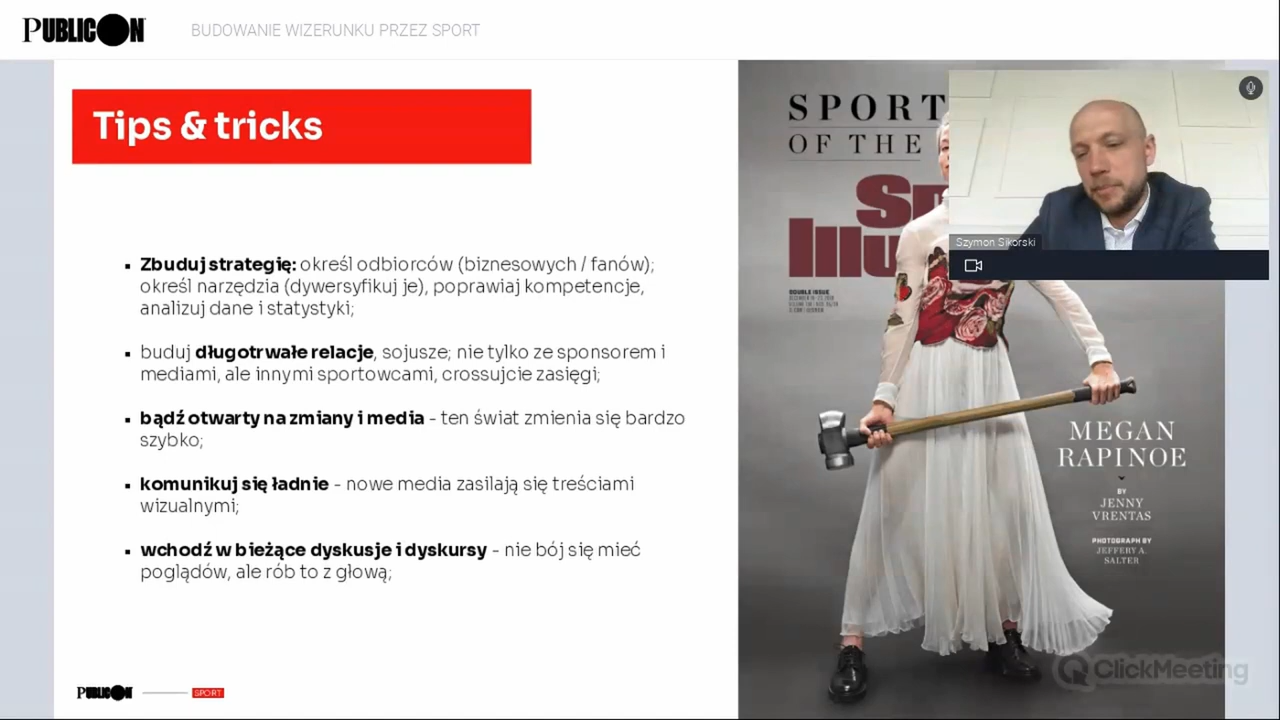 PUBLICON
BUDOWANIE WIZERUNKU PRZEZ SPORT
Tips & tricks
▪ Zbuduj strategię: określ odbiorców (biznesowych / fanów);
określ narzędzia (dywersyfikuj je), poprawiaj kompetencje,
analizuj dane i statystyki;
▪ buduj długotrwałe relacje, sojusze; nie tylko ze sponsorem i
mediami, ale innymi sportowcami, crossujcie zasięgi;
▪ bądź otwarty na zmiany i media - ten świat zmienia się bardzo
szybko;
▪ komunikuj się ładnie - nowe media zasilają się treściami
wizualnymi;
▪ wchodź w bieżące dyskusje i dyskursy - nie bój się mieć
poglądów, ale rób to z głową;
PUBLICON SPORT
SPORT
OF THE
Sp
Illu
DOUBLE ISSUE
Szymon Sikorski
MEGAN
RAPINOE
BY
JENNY
VRENTAS
PHOTOGRAPH BY
JEFFERY A.
SALTER
ClickMeeting